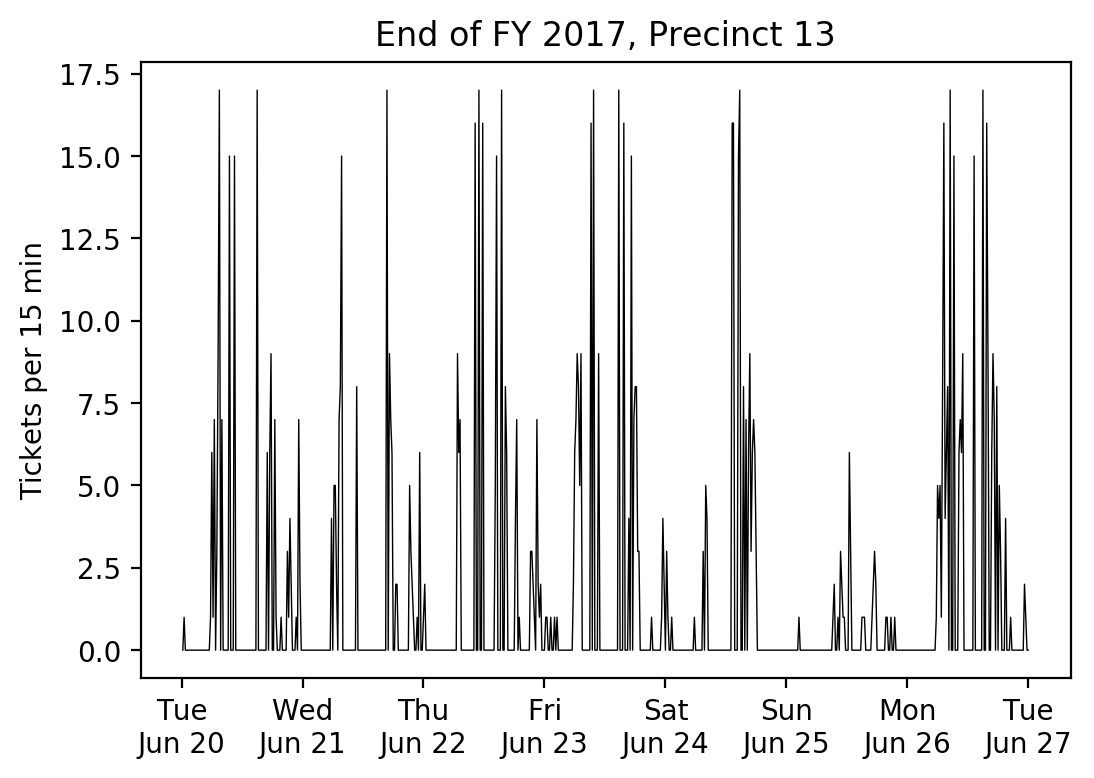 End of FY 2017, Precinct 13
Tickets per 15 min
17.5
15.0
12.5
10.0
7.5
5.0
2.5
0.0
Tue Wed Thu Fri Sat Sun Mon Tue
Jun 20 Jun 21 Jun 22 Jun 23 Jun 24 Jun 25 Jun 26 Jun 27